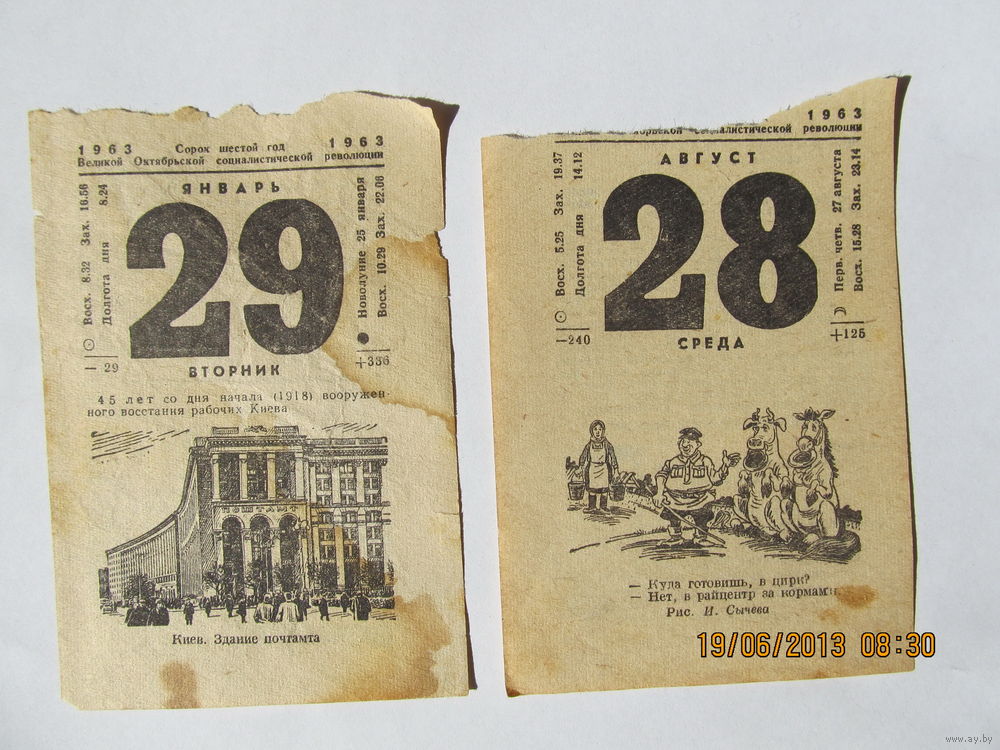 1963 Сорок шестой год 1963
Великой Октябрьской социалистической революции
ЯНВАРЬ
Восх. 8.32 Зах. 16.56
Долгота дня 8.24
29
Новолуние 25 января
Восх. 10.29 Зах. 22.06
— 29
+336
ВТОРНИК
45 лет со дня начала (1918) вооружен-
ного восстания рабочих Киева
ПОШТАМТ
Киев. Здание почтамта
1963
социалистической революции
АВГУСТ
Восх. 5.25 Зах. 19.37
Долгота дня 14.12
28
Перв. четв. 27 августа
Восх. 15.28 Зах. 23.14
—240
+125
СРЕДА
— Куда готовишь, в цирк?
— Нет, в райцентр за кормами.
Рис. И. Сычева
19/06/2013 08:30
www.ay.by